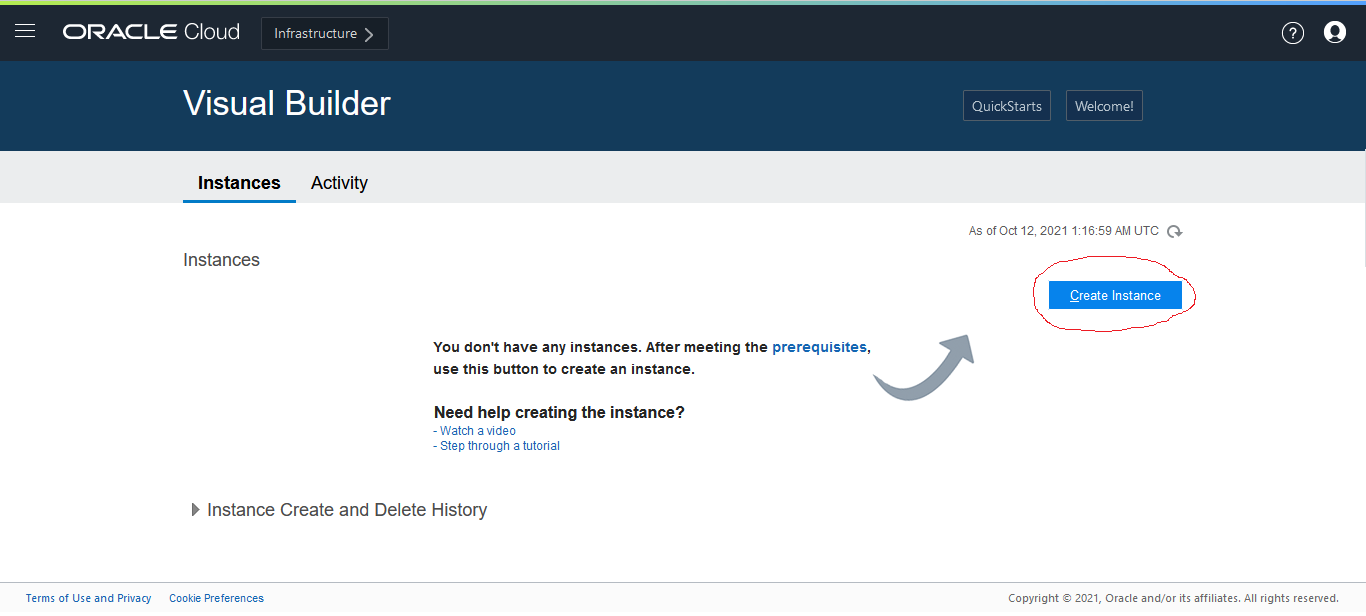 ORACLE Cloud
Infrastructure
?
Visual Builder
QuickStarts
Welcome!
Instances
Activity
As of Oct 12, 2021 1:16:59 AM UTC
Instances
Create Instance
You don't have any instances. After meeting the prerequisites,
use this button to create an instance.
Need help creating the instance?
- Watch a video
- Step through a tutorial
Instance Create and Delete History
Terms of Use and Privacy
Cookie Preferences
Copyright © 2021, Oracle and/or its affiliates. All rights reserved.